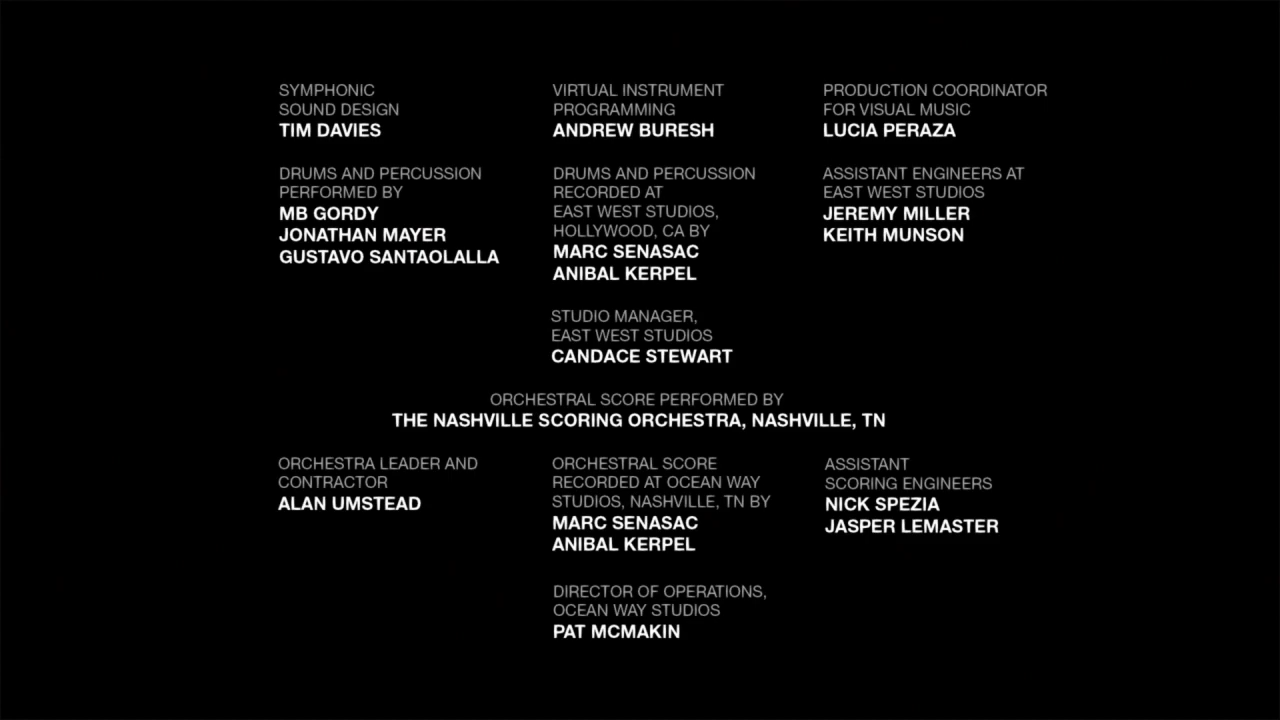 SYMPHONIC
SOUND DESIGN
TIM DAVIES
VIRTUAL INSTRUMENT
PROGRAMMING
ANDREW BURESH
PRODUCTION COORDINATOR
FOR VISUAL MUSIC
LUCIA PERAZA
DRUMS AND PERCUSSION
PERFORMED BY
MB GORDY
JONATHAN MAYER
GUSTAVO SANTAOLALLA
DRUMS AND PERCUSSION
RECORDED AT
EAST WEST STUDIOS,
HOLLYWOOD, CA BY
MARC SENASAC
ANIBAL KERPEL
ASSISTANT ENGINEERS AT
EAST WEST STUDIOS
JEREMY MILLER
KEITH MUNSON
STUDIO MANAGER,
EAST WEST STUDIOS
CANDACE STEWART
ORCHESTRAL SCORE PERFORMED BY
THE NASHVILLE SCORING ORCHESTRA, NASHVILLE, TN
ORCHESTRA LEADER AND
CONTRACTOR
ALAN UMSTEAD
ORCHESTRAL SCORE
RECORDED AT OCEAN WAY
STUDIOS, NASHVILLE, TN BY
MARC SENASAC
ANIBAL KERPEL
ASSISTANT
SCORING ENGINEERS
NICK SPEZIA
JASPER LEMASTER
DIRECTOR OF OPERATIONS,
OCEAN WAY STUDIOS
PAT MCMAKIN